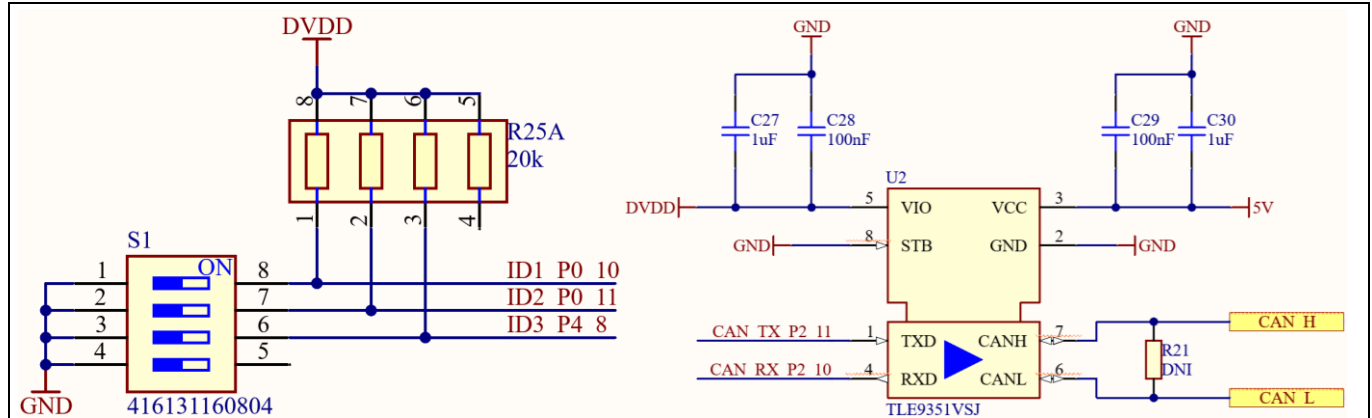 DVDD
8 7 6 5
R25A
20k
1 2 3 4
S1
ON
1 8 ID1 P0 10
2 7 ID2 P0 11
3 6 ID3 P4 8
4 5
GND
416131160804
GND GND
C27
1uF
C28
100nF
C29
100nF
C30
1uF
U2
DVDD 5 VIO VCC 3 5V
GND 8 STB GND 2 GND
CAN TX P2 11 1 TXD CANH 7 CAN H
R21
DNI
CAN RX P2 10 4 RXD CANL 6 CAN L
TLE9351VSJ